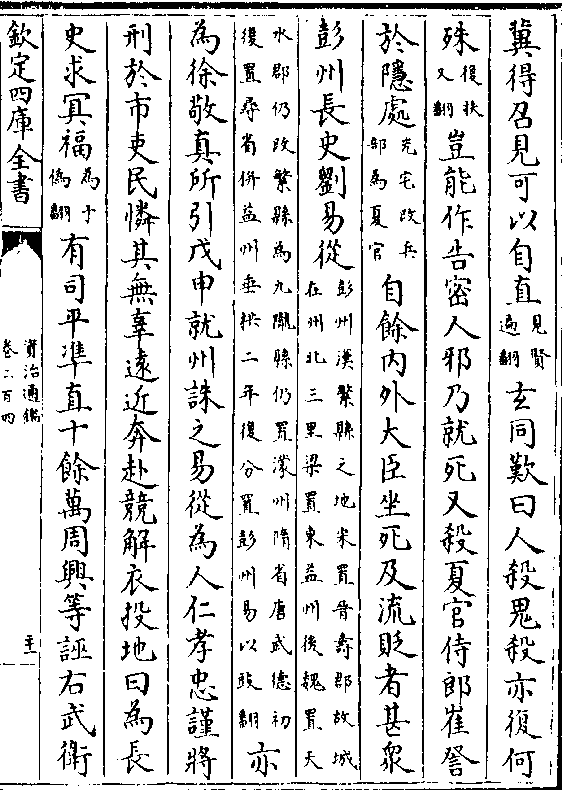 冀得召見可以自直見賢遍翻玄同歎曰人殺鬼殺亦復何
殊復扶又翻豈能作告密人邪乃就死又殺夏官侍郎崔詧
於隱處光宅改兵部為夏官自餘内外大臣坐死及流貶者甚衆
彭州長史劉易從彭州漢繁縣之地宋置晉壽郡故城在州北三里梁置東益州後魏置天
水郡仍改繁縣為九隴縣仍置濛州隋省唐武德初復置尋省併益州垂拱二年復分置彭州易以豉翻亦
為徐敬真所引戊申就州誅之易從為人仁孝忠謹將
刑於市吏民憐其無辜遠近奔赴競解衣投地曰為長
史求冥福為于偽翻有司平準直十餘萬周興等誣右武衛
欽定四庫全書
資治通鑑
卷二百四
二十一